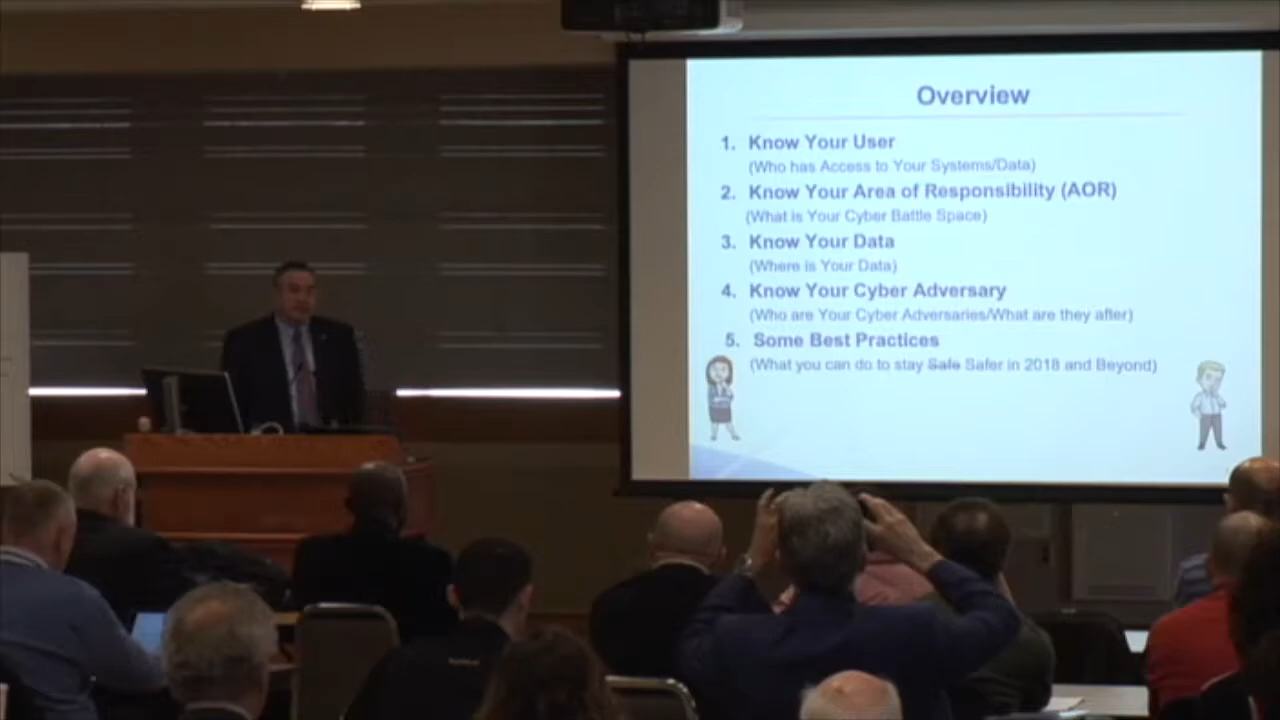 Overview
1. Know Your User
(Who has Access to Your Systems/Data)
2. Know Your Area of Responsibility (AOR)
(What is Your Cyber Battle Space)
3. Know Your Data
(Where is Your Data)
4. Know Your Cyber Adversary
(Who are Your Cyber Adversaries/What are they after)
5. Some Best Practices
(What you can do to stay Safe Safer in 2018 and Beyond)